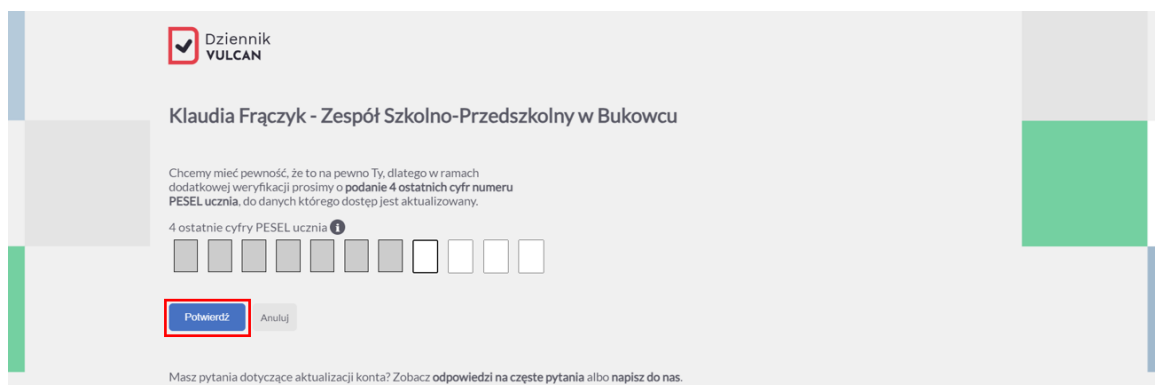 Dziennik
VULCAN
Klaudia Frączyk - Zespół Szkolno-Przedszkolny w Bukowcu
Chcemy mieć pewność, że to na pewno Ty, dlatego w ramach
dodatkowej weryfikacji prosimy o podanie 4 ostatnich cyfr numeru
PESEL ucznia, do danych którego dostęp jest aktualizowany.
4 ostatnie cyfry PESEL ucznia
Potwierdź Anuluj
Masz pytania dotyczące aktualizacji konta? Zobacz odpowiedzi na częste pytania albo napisz do nas.